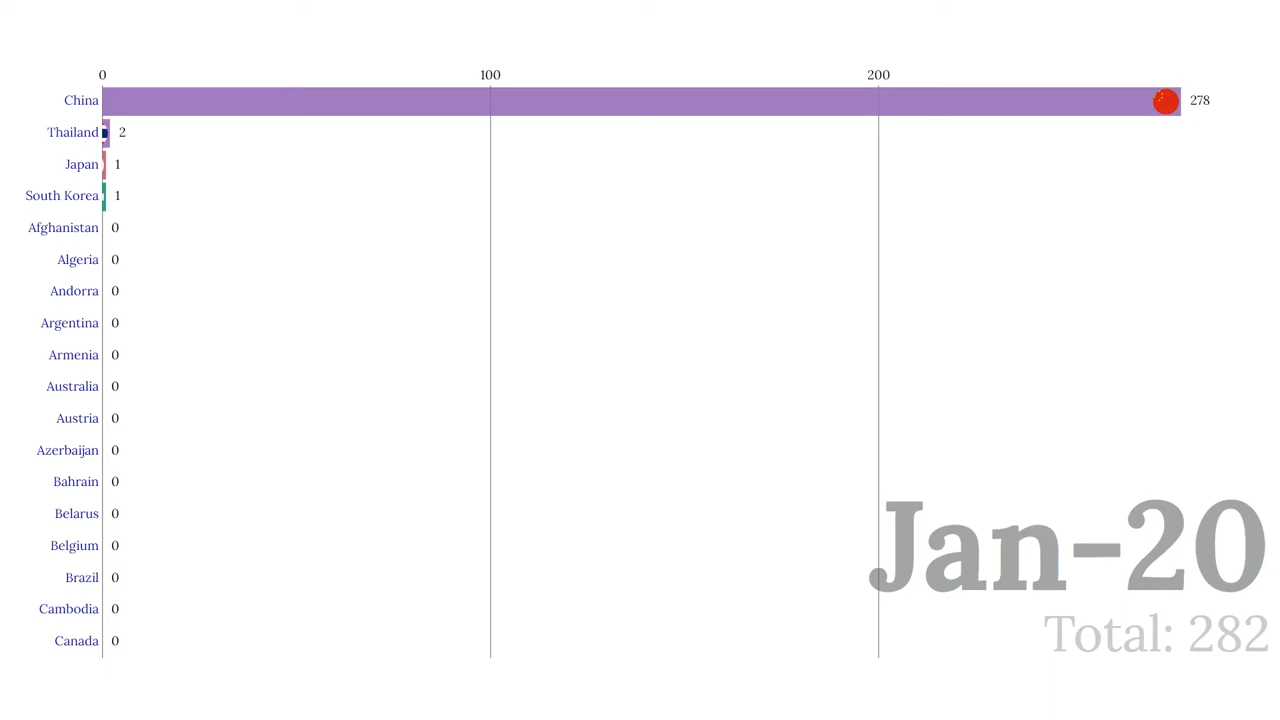 0 100 200
China 278
Thailand 2
Japan 1
South Korea 1
Afghanistan 0
Algeria 0
Andorra 0
Argentina 0
Armenia 0
Australia 0
Austria 0
Azerbaijan 0
Bahrain 0
Belarus 0
Belgium 0
Brazil 0
Cambodia 0
Canada 0
Jan-20
Total: 282